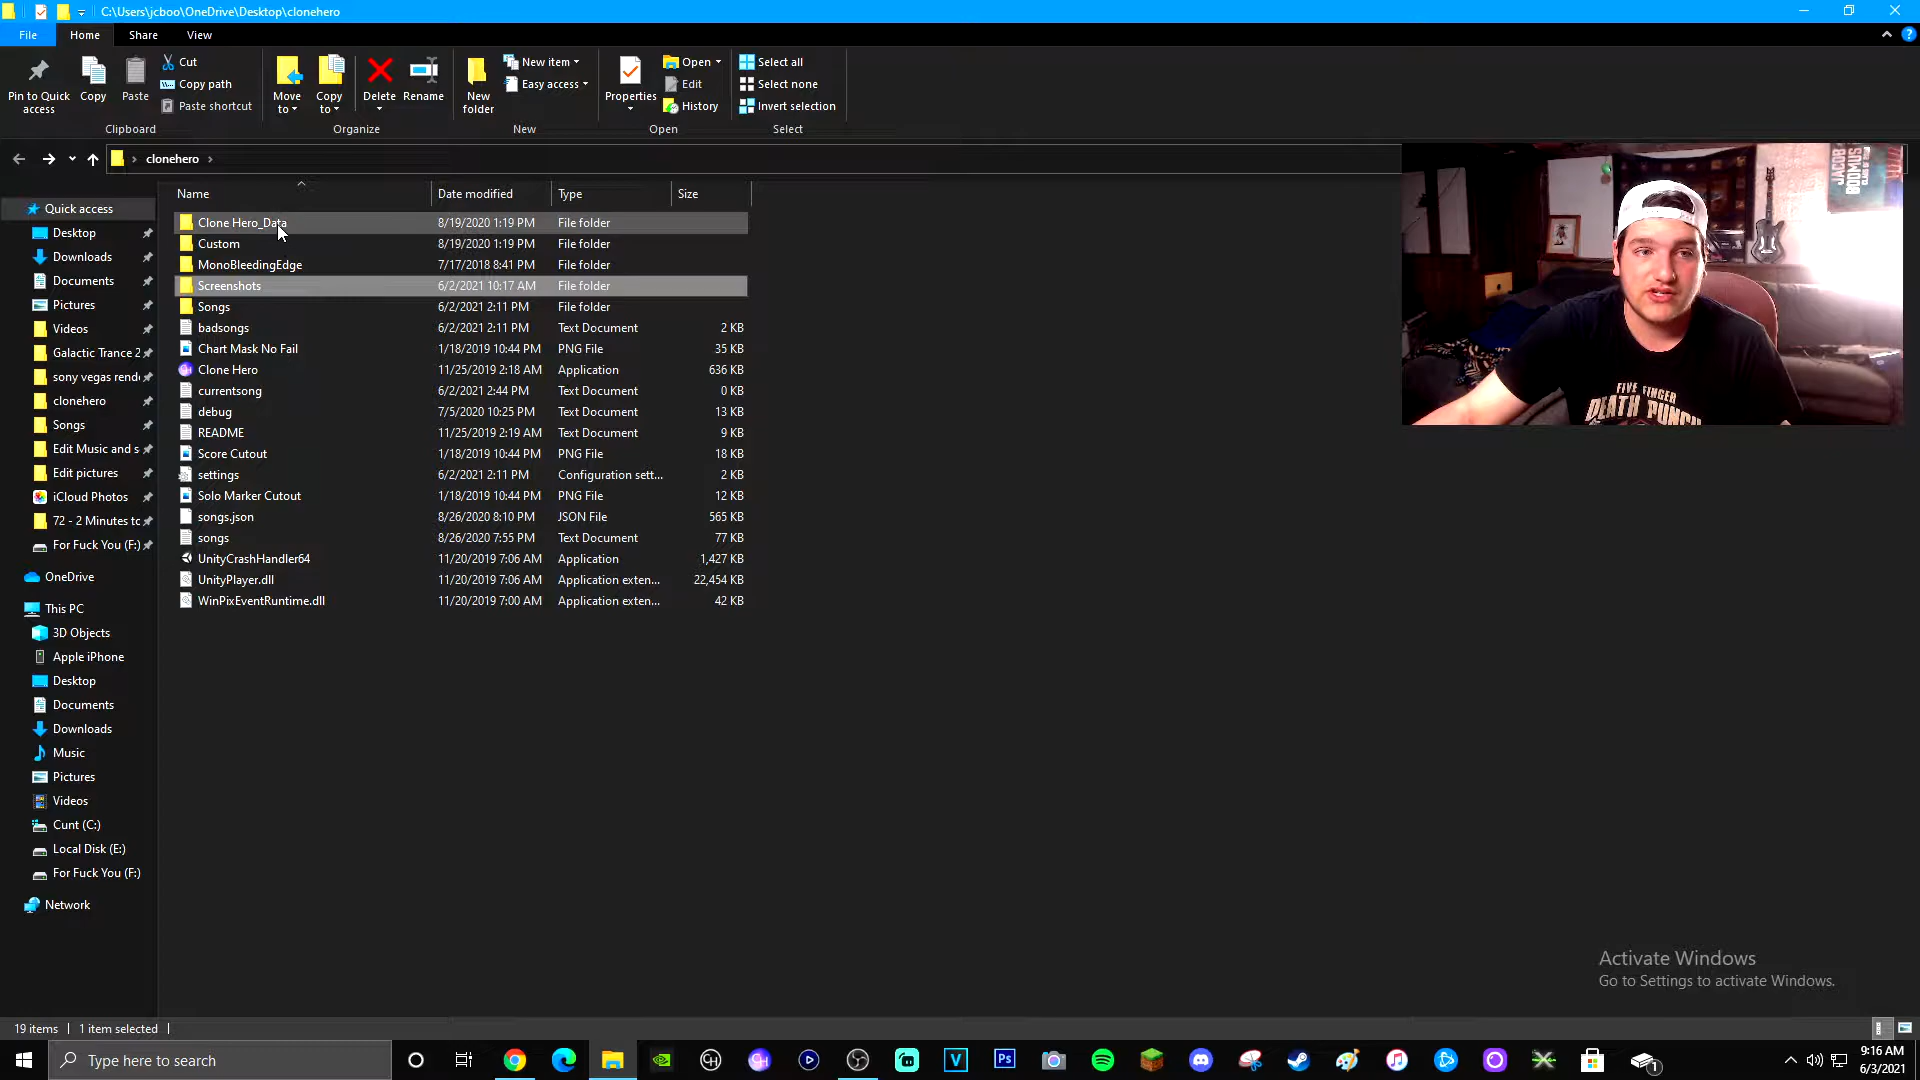 C:\Users\jcboo\OneDrive\Desktop\clonehero
File Home Share View
Pin to Quick access
Copy
Paste
Cut
Copy path
Paste shortcut
Clipboard
Move to
Copy to
Delete
Rename
Organize
New folder
New item
Easy access
New
Properties
Open
Edit
History
Open
Select all
Select none
Invert selection
Select
clonehero
Name Date modified Type Size
Quick access
Desktop
Downloads
Documents
Pictures
Videos
Galactic Trance 2
sony vegas rend
clonehero
Songs
Edit Music and s
Edit pictures
iCloud Photos
72 - 2 Minutes to
For Fuck You (F:)
OneDrive
This PC
3D Objects
Apple iPhone
Desktop
Documents
Downloads
Music
Pictures
Videos
Cunt (C:)
Local Disk (E:)
For Fuck You (F:)
Network
Clone Hero_Data 8/19/2020 1:19 PM File folder
Custom 8/19/2020 1:19 PM File folder
MonoBleedingEdge 7/17/2018 8:41 PM File folder
Screenshots 6/2/2021 10:17 AM File folder
Songs 6/2/2021 2:11 PM File folder
badsongs 6/2/2021 2:11 PM Text Document 2 KB
Chart Mask No Fail 1/18/2019 10:44 PM PNG File 35 KB
Clone Hero 11/25/2019 2:18 AM Application 636 KB
currentsong 6/2/2021 2:44 PM Text Document 0 KB
debug 7/5/2020 10:25 PM Text Document 13 KB
README 11/25/2019 2:19 AM Text Document 9 KB
Score Cutout 1/18/2019 10:44 PM PNG File 18 KB
settings 6/2/2021 2:11 PM Configuration sett... 2 KB
Solo Marker Cutout 1/18/2019 10:44 PM PNG File 12 KB
songs.json 8/26/2020 8:10 PM JSON File 565 KB
songs 8/26/2020 7:55 PM Text Document 77 KB
UnityCrashHandler64 11/20/2019 7:06 AM Application 1,427 KB
UnityPlayer.dll 11/20/2019 7:06 AM Application exten... 22,454 KB
WinPixEventRuntime.dll 11/20/2019 7:00 AM Application exten... 42 KB
JACOB
BOOMUS
FIVE FINGER
DEATH PUNCH
Activate Windows
Go to Settings to activate Windows.
19 items 1 item selected
Type here to search
CH
V
Ps
1
9:16 AM
6/3/2021